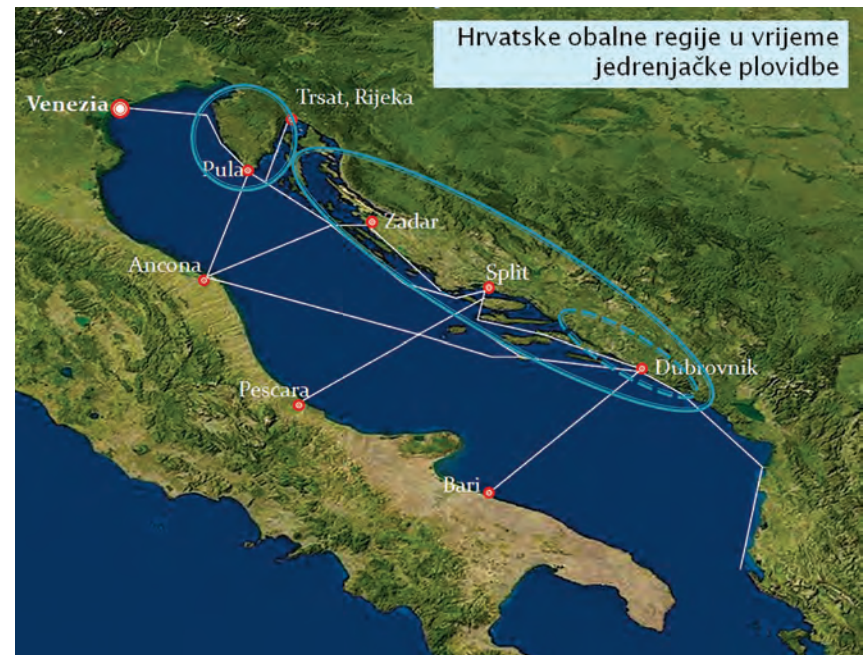 Hrvatske obalne regije u vrijeme
jedrenjačke plovidbe
Venezia
Trsat, Rijeka
Pula
Zadar
Ancona
Split
Dubrovnik
Pescara
Bari